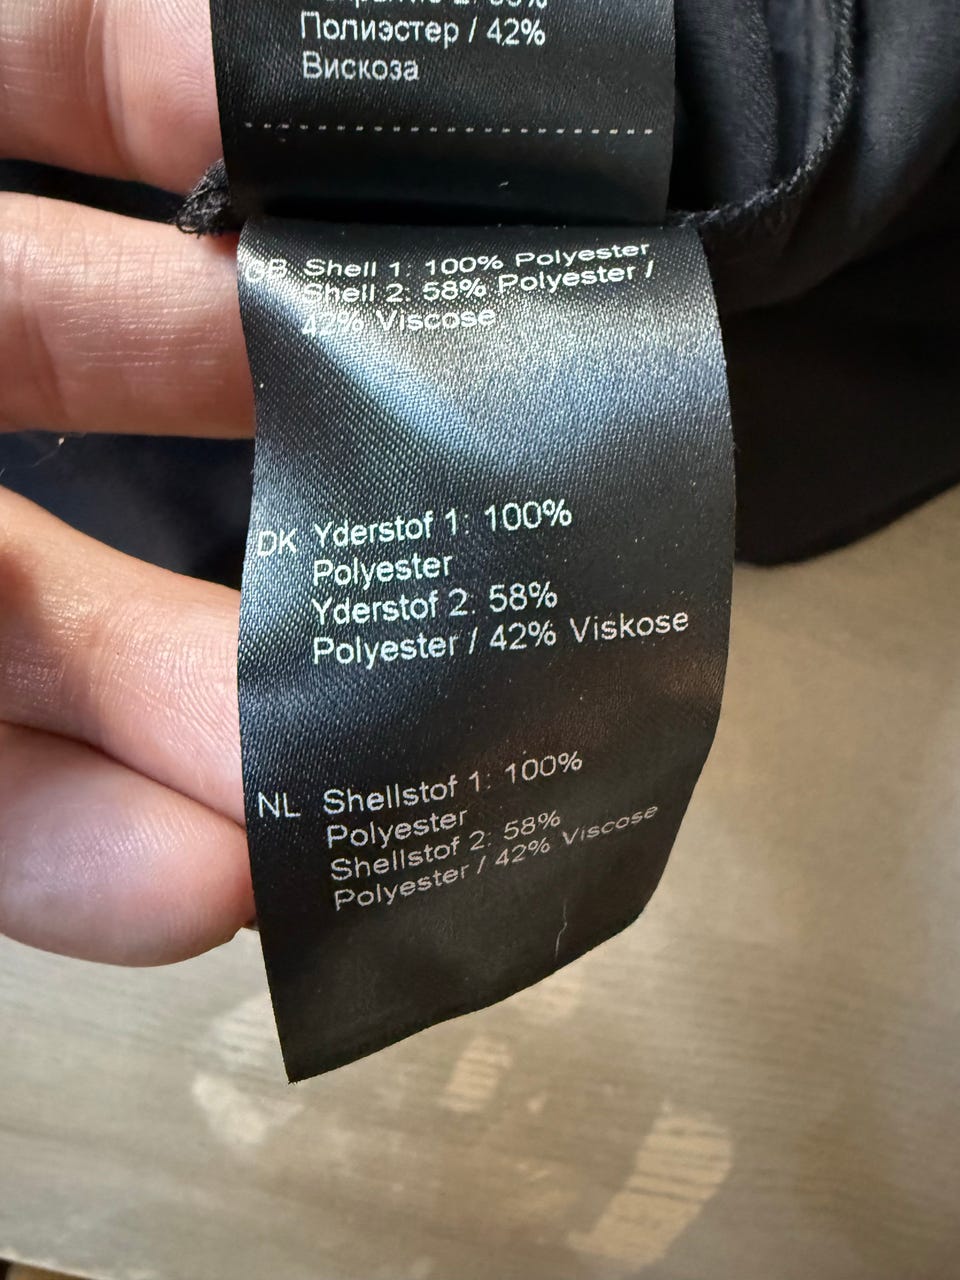 Полиэстер / 42%
Вискоза
GB Shell 1: 100% Polyester
Shell 2: 58% Polyester /
42% Viscose
DK Yderstof 1: 100%
Polyester
Yderstof 2: 58%
Polyester / 42% Viskose
NL Shellstof 1: 100%
Polyester
Shellstof 2: 58%
Polyester / 42% Viscose